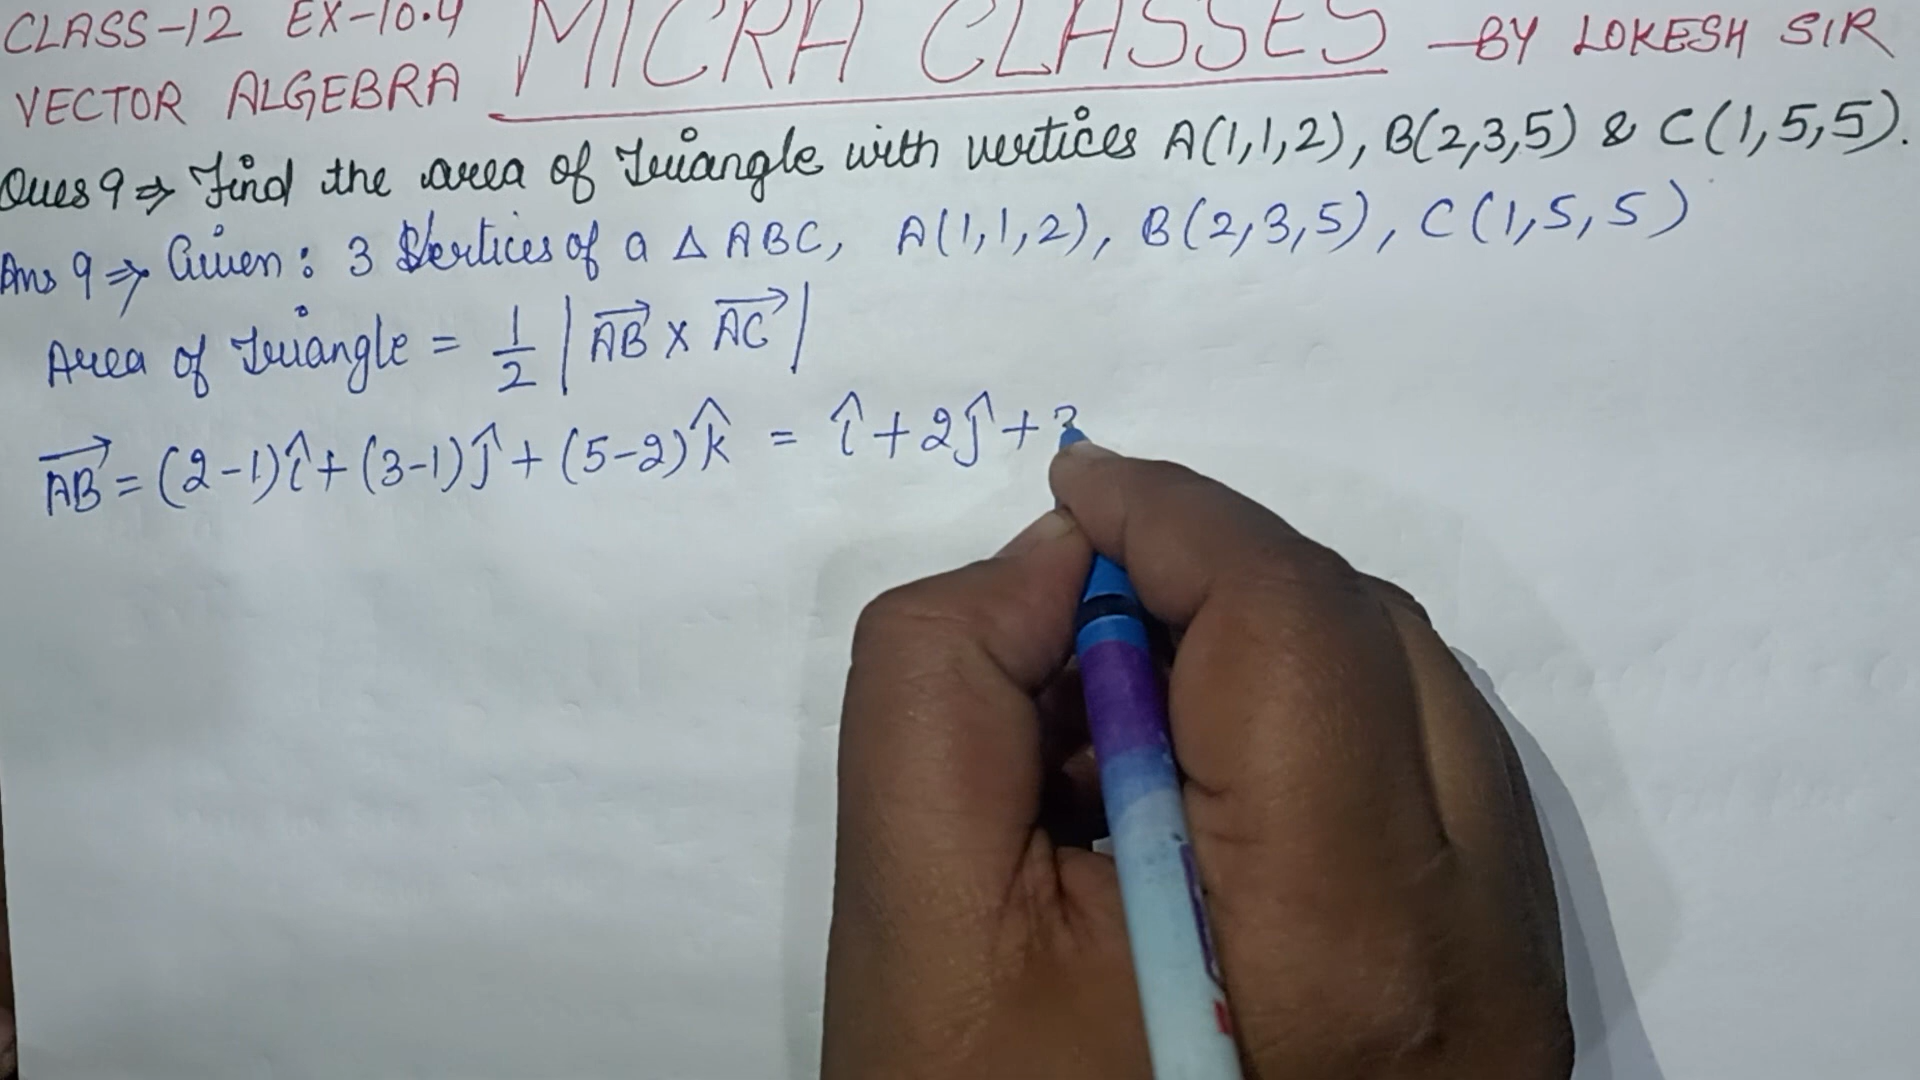 CLASS-12 EX-10.4 MICRA CLASSES -BY LOKESH SIR
VECTOR ALGEBRA
Ques 9 ⇒ Find the area of Triangle with vertices A(1,1,2), B(2,3,5) & C(1,5,5).
Ans 9 ⇒ Given : 3 Vertices of a Δ ABC, A(1,1,2), B(2,3,5), C(1,5,5)
Area of Triangle = 1/2 |AB⃗ × AC⃗|
AB⃗ = (2-1)î + (3-1)ĵ + (5-2)k̂ = î + 2ĵ + 3